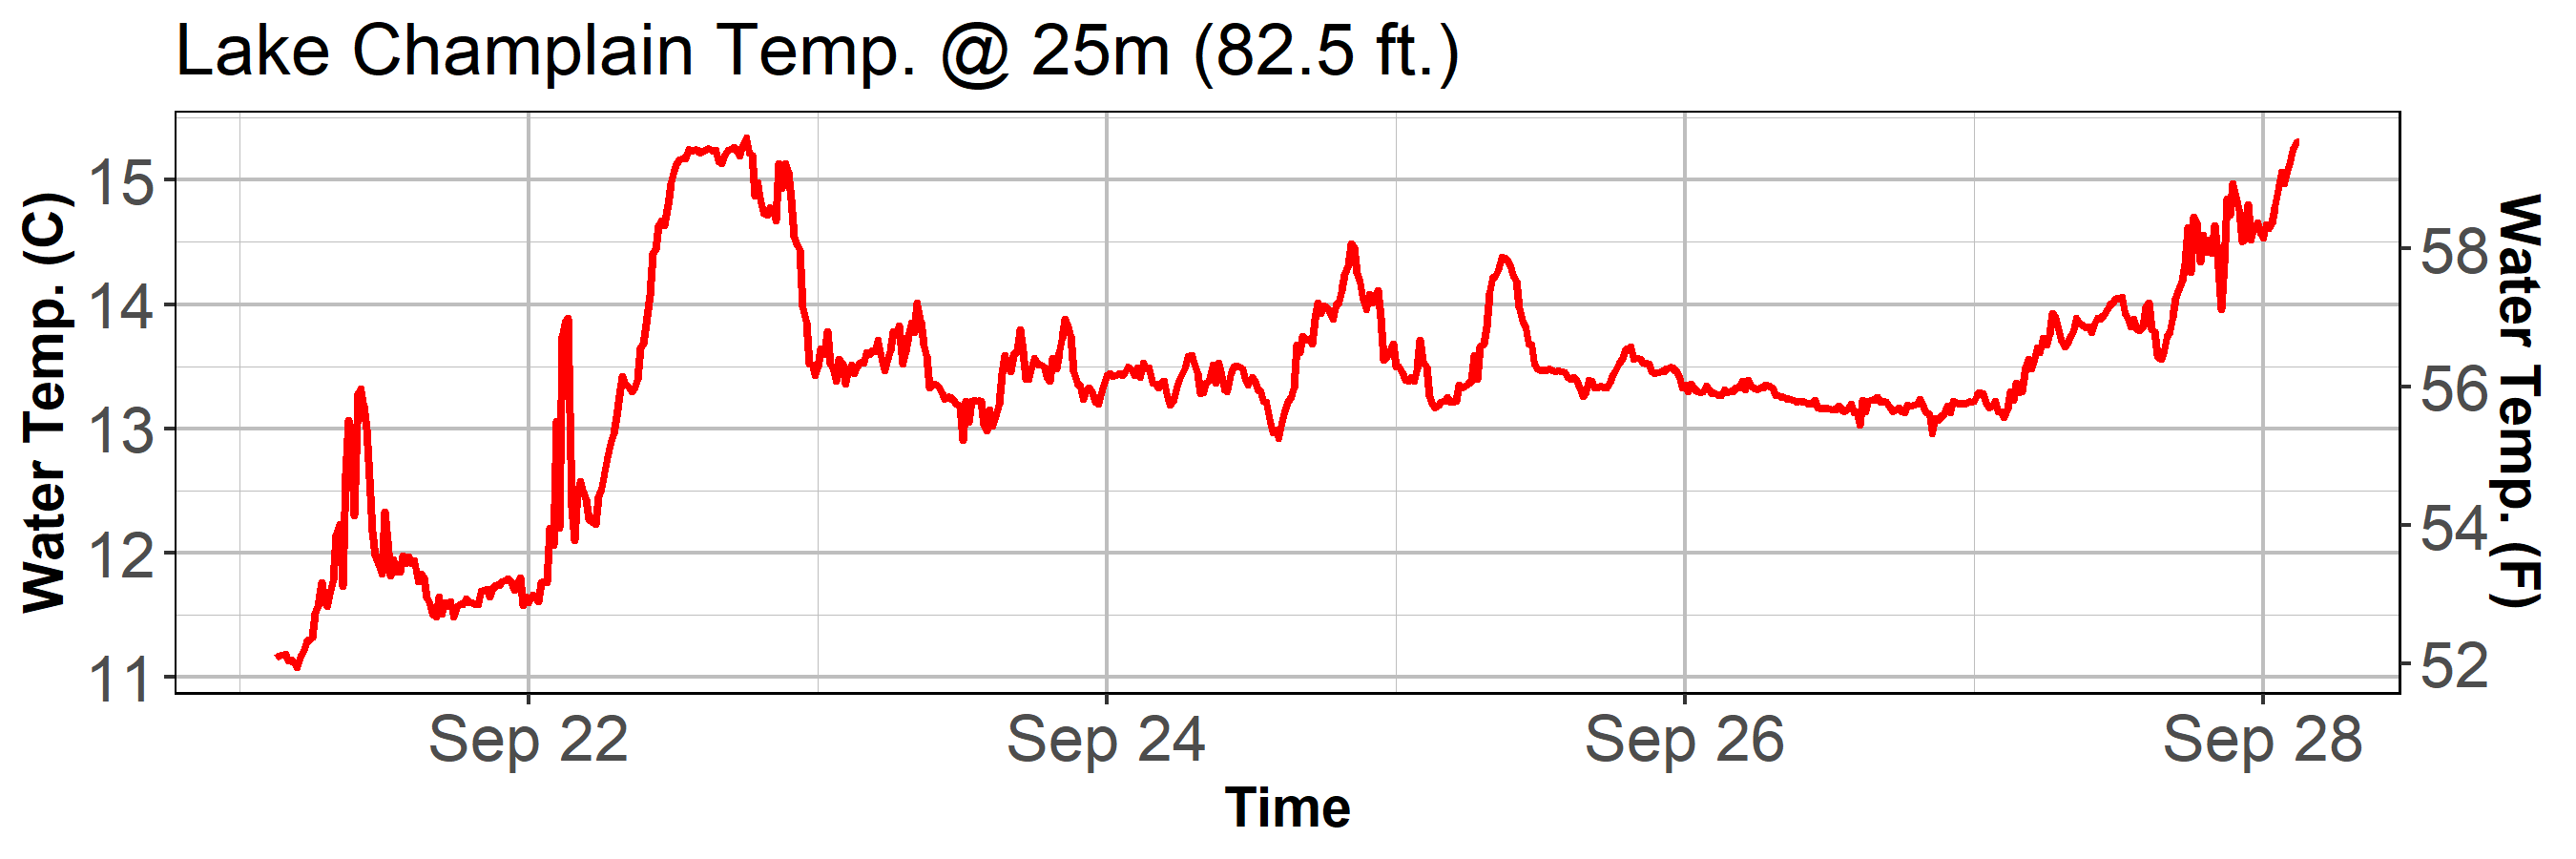 Lake Champlain Temp. @ 25m (82.5 ft.)
Water Temp. (C)
15
14
13
12
11
58
56
54
52
Water Temp. (F)
Sep 22
Sep 24
Sep 26
Sep 28
Time